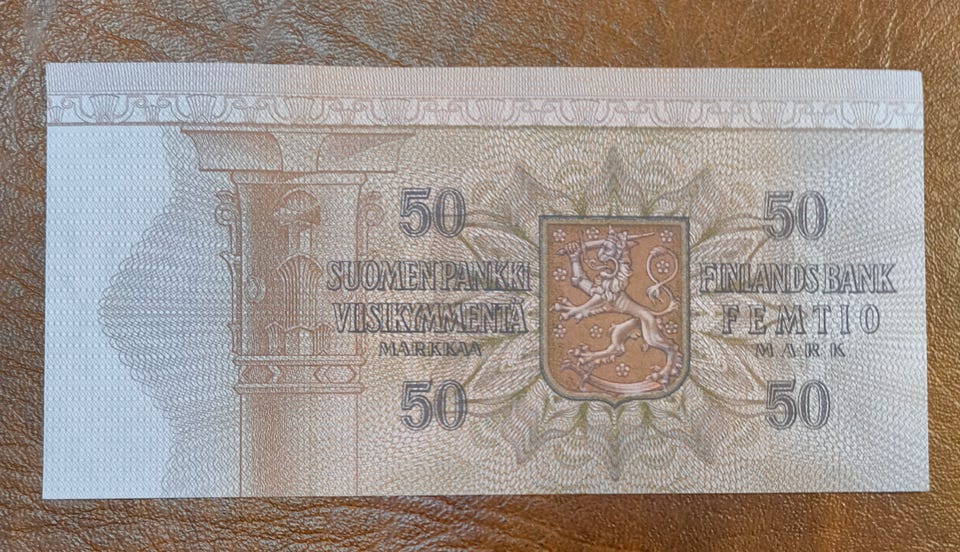 50 50
SUOMEN PANKKI FINLANDS BANK
VIISIKYMMENTÄ FEMTIO
MARKKAA MARK
50 50